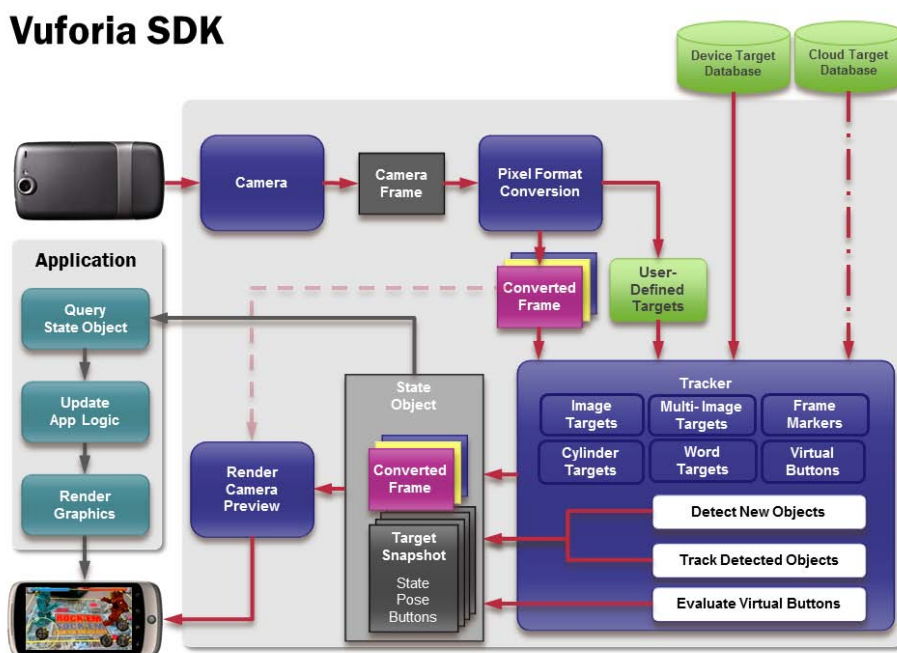 Vuforia SDK
Device Target
Database
Cloud Target
Database
Camera
Camera
Frame
Pixel Format
Conversion
Application
Query
State Object
Update
App Logic
Render
Graphics
Converted
Frame
User-
Defined
Targets
State
Object
Converted
Frame
Target
Snapshot
State
Pose
Buttons
Render
Camera
Preview
Tracker
Image
Targets
Multi-Image
Targets
Frame
Markers
Cylinder
Targets
Word
Targets
Virtual
Buttons
Detect New Objects
Track Detected Objects
Evaluate Virtual Buttons